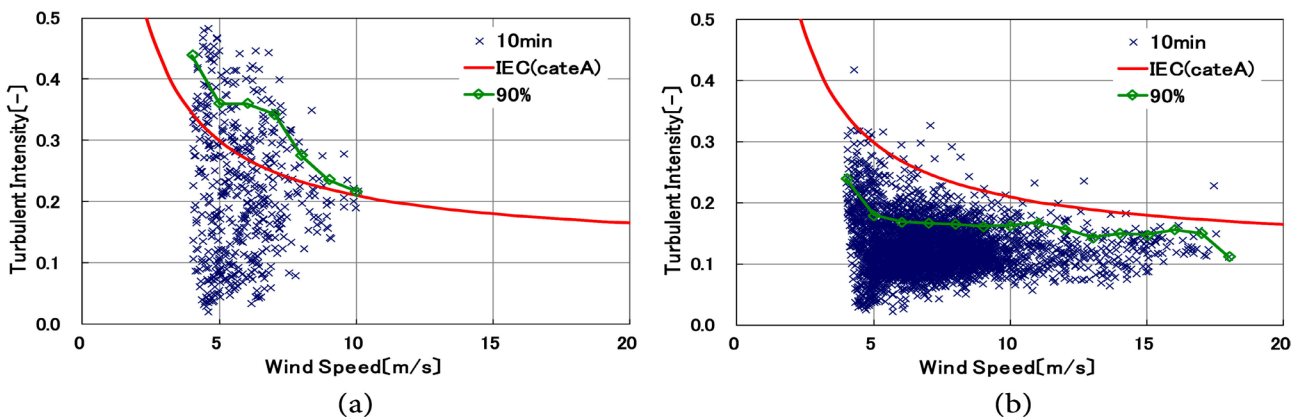 0.5
0.4
0.3
0.2
0.1
0.0
Turbulent Intensity[-]
10min
IEC(cateA)
90%
0 5 10 15 20
Wind Speed[m/s]
(a)
0.5
0.4
0.3
0.2
0.1
0.0
Turbulent Intensity[-]
10min
IEC(cateA)
90%
0 5 10 15 20
Wind Speed[m/s]
(b)